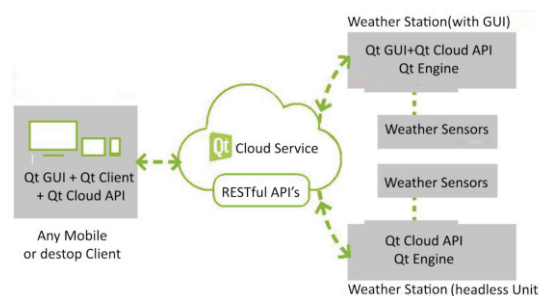 Weather Station(with GUI)
Qt GUI+Qt Cloud API
Qt Engine
Weather Sensors
Qt Cloud Service
RESTful API's
Qt GUI + Qt Client
+ Qt Cloud API
Any Mobile
or destop Client
Weather Sensors
Qt Cloud API
Qt Engine
Weather Station (headless Unit